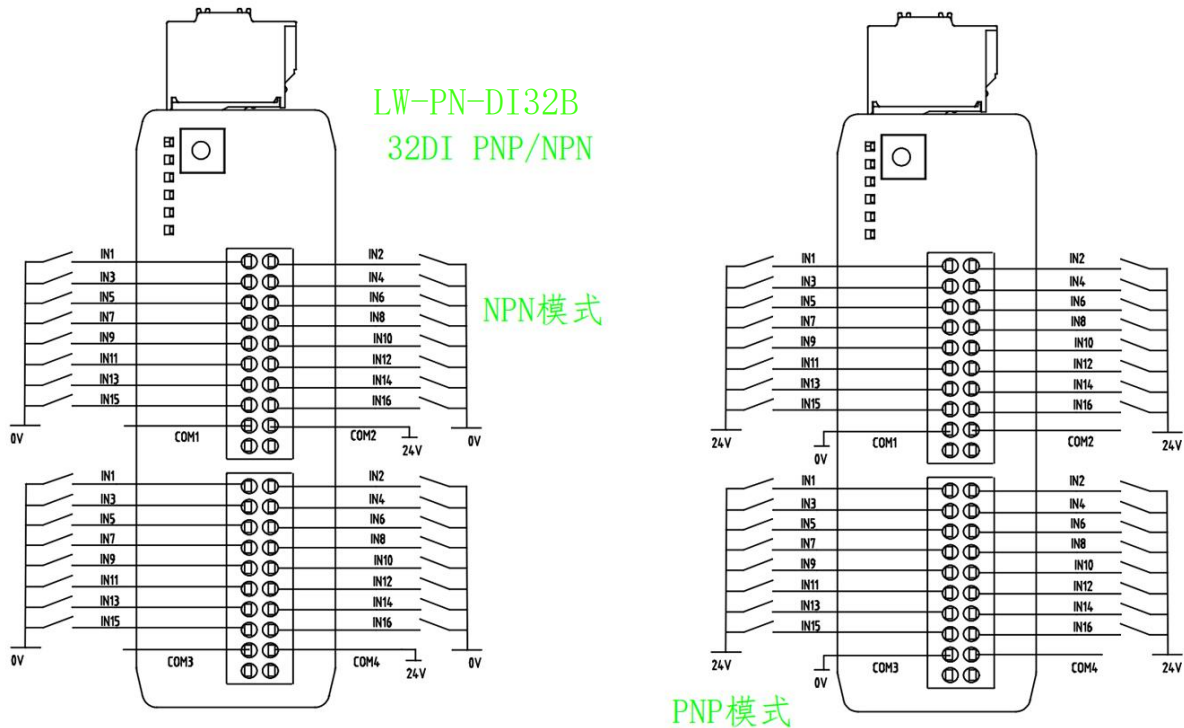 LW-PN-DI32B
32DI PNP/NPN
NPN模式
IN1 IN2
IN3 IN4
IN5 IN6
IN7 IN8
IN9 IN10
IN11 IN12
IN13 IN14
IN15 IN16
0V COM1 COM2 24V 0V
IN1 IN2
IN3 IN4
IN5 IN6
IN7 IN8
IN9 IN10
IN11 IN12
IN13 IN14
IN15 IN16
0V COM3 COM4 24V 0V
IN1 IN2
IN3 IN4
IN5 IN6
IN7 IN8
IN9 IN10
IN11 IN12
IN13 IN14
IN15 IN16
24V 0V COM1 COM2 24V
IN1 IN2
IN3 IN4
IN5 IN6
IN7 IN8
IN9 IN10
IN11 IN12
IN13 IN14
IN15 IN16
24V 0V COM3 COM4 24V
PNP模式